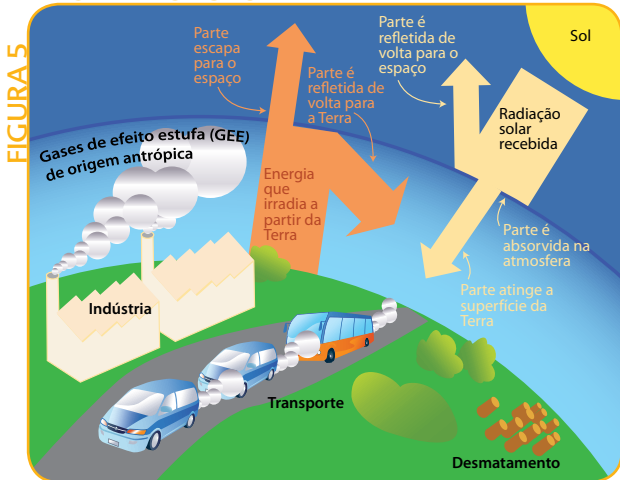 FIGURA 5
Parte
escapa
para o
espaço
Parte é
refletida de
volta para
a Terra
Parte é
refletida de
volta para o
espaço
Sol
Radiação
solar
recebida
Gases de efeito estufa (GEE)
de origem antrópica
Energia
que
irradia a
partir da
Terra
Parte é
absorvida na
atmosfera
Parte atinge a
superfície da
Terra
Indústria
Transporte
Desmatamento